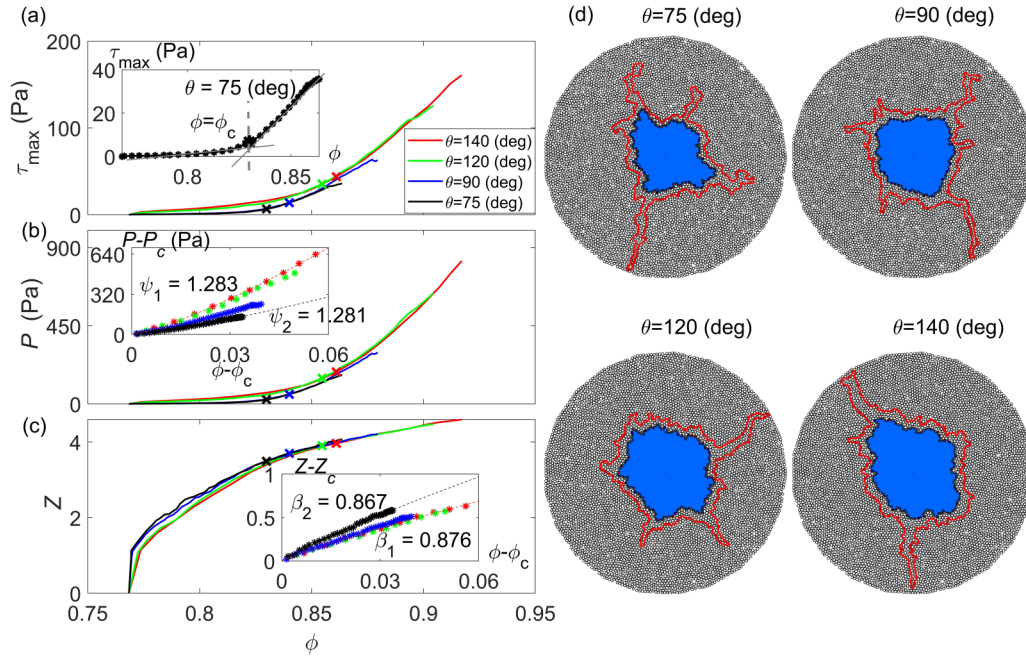 (a)
τmax (Pa)
200
100
0
τmax (Pa)
40
20
0
θ = 75 (deg)
ϕ=ϕc
0.8
0.85
ϕ
θ=140 (deg)
θ=120 (deg)
θ=90 (deg)
θ=75 (deg)
(b)
P (Pa)
900
450
0
P-Pc (Pa)
640
320
0
ψ1 = 1.283
ψ2 = 1.281
0.03
0.06
ϕ-ϕc
(c)
Z
4
2
0
Z-Zc
1
0.5
0
β2 = 0.867
β1 = 0.876
ϕ-ϕc
0
0.03
0.06
0.75
0.8
0.85
0.9
0.95
ϕ
(d)
θ=75 (deg)
θ=90 (deg)
θ=120 (deg)
θ=140 (deg)